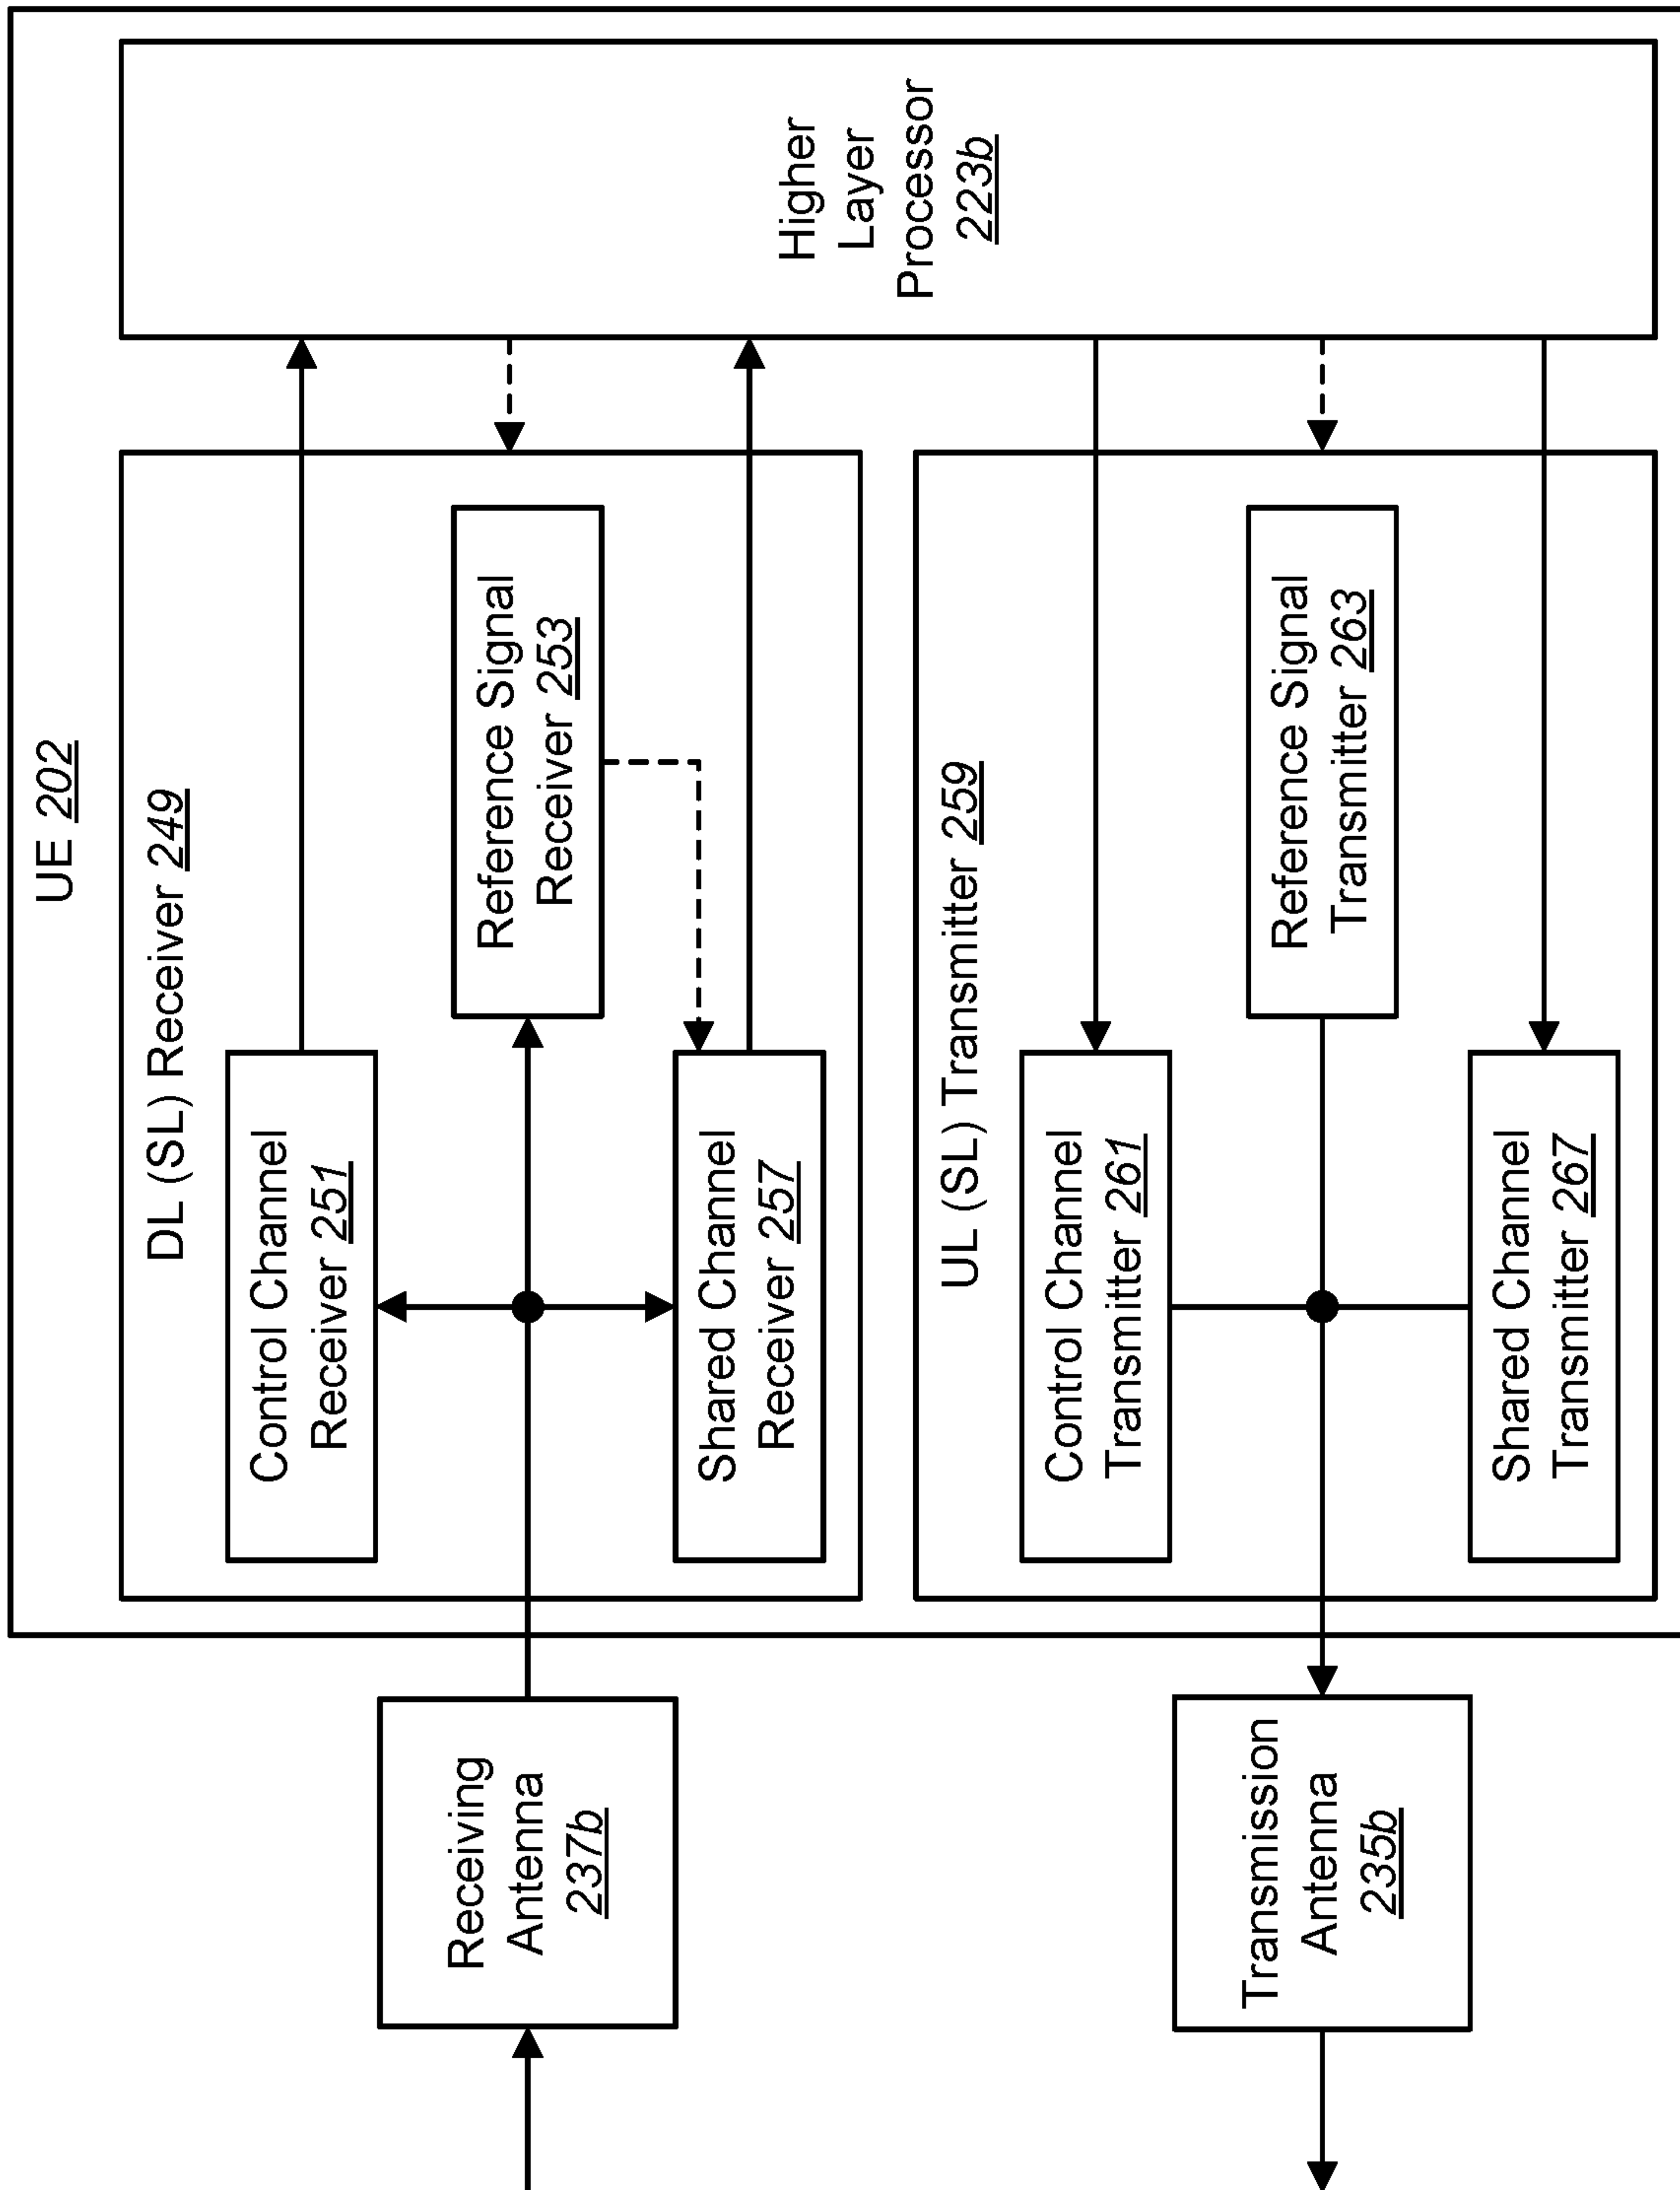 UE 202
DL (SL) Receiver 249
Control Channel
Receiver 251
Reference Signal
Receiver 253
Shared Channel
Receiver 257
Receiving
Antenna
237b
Higher
Layer
Processor
223b
UL (SL) Transmitter 259
Control Channel
Transmitter 261
Reference Signal
Transmitter 263
Shared Channel
Transmitter 267
Transmission
Antenna
235b